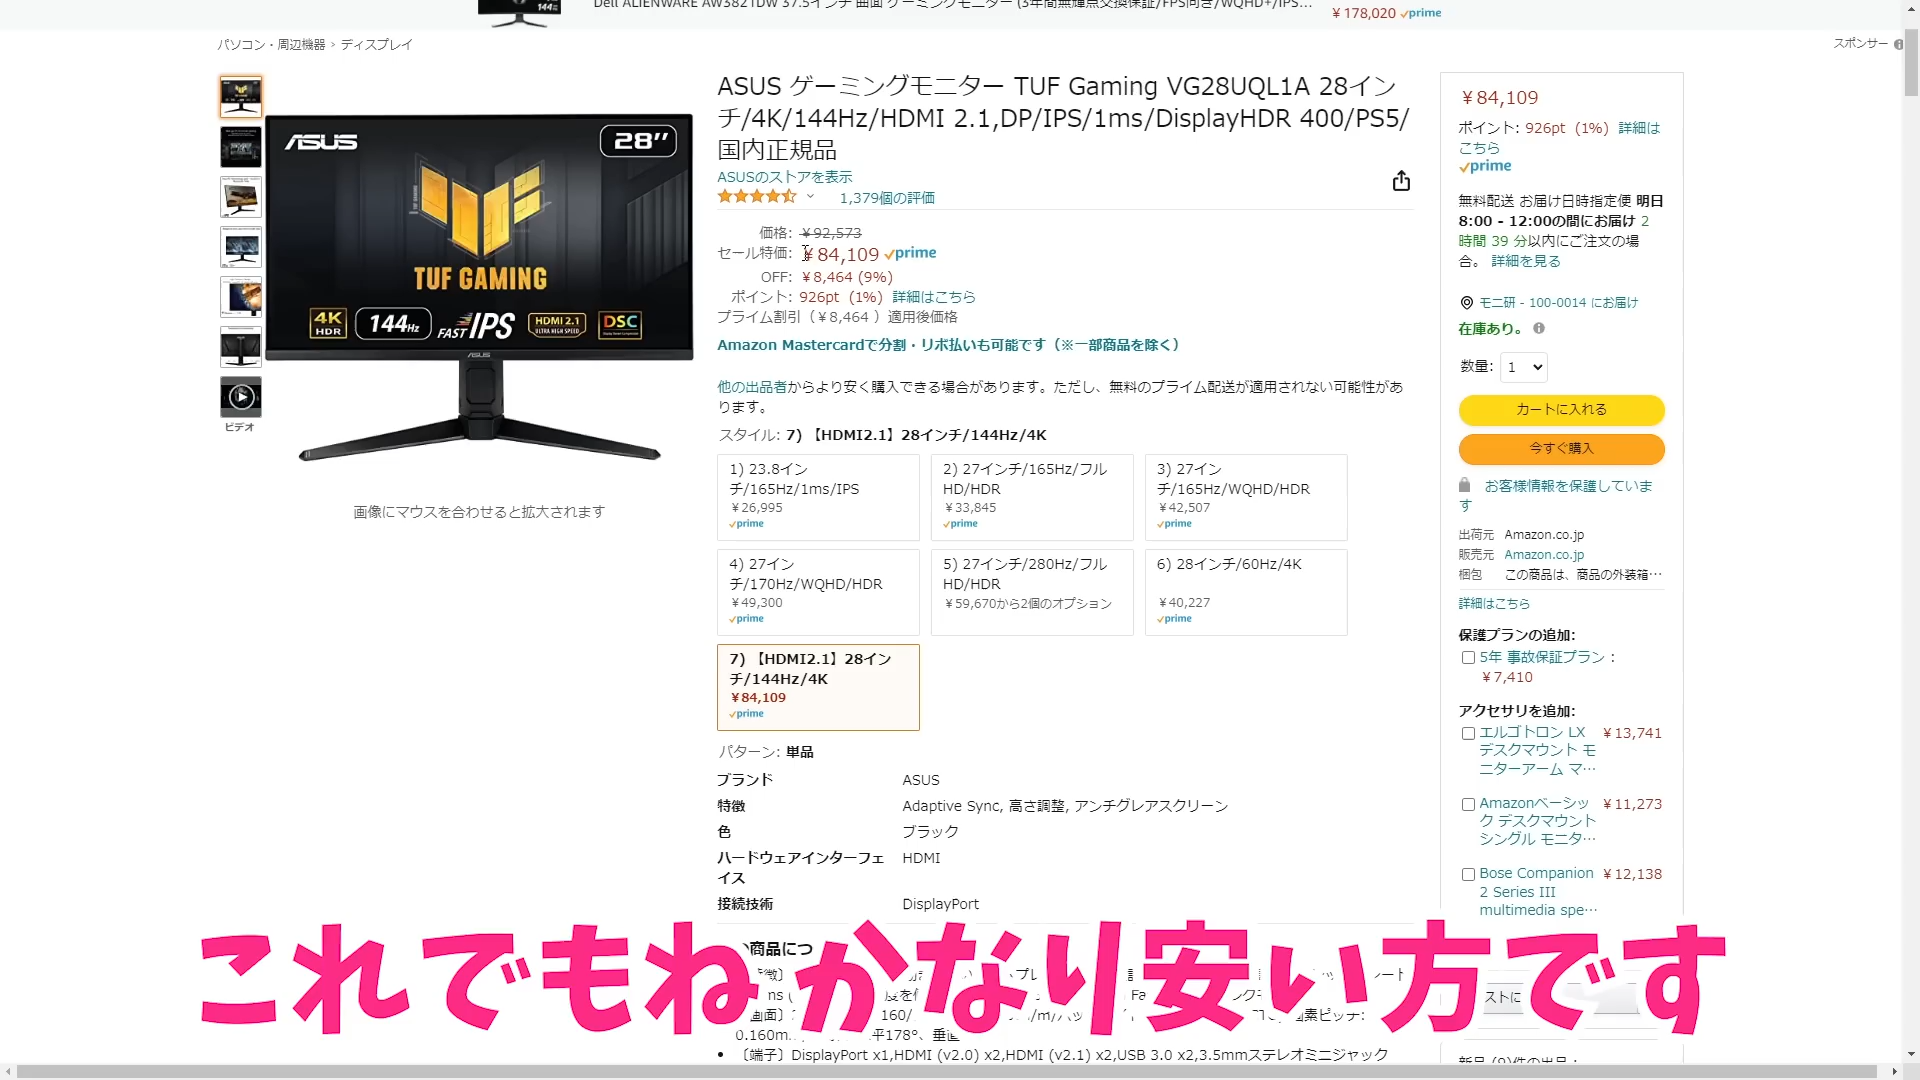 Dell ALIENWARE AW3821DW 37.5インチ 曲面 ゲーミングモニター (3年間無輝点交換保証/FPS向き/WQHD+/IPS...
￥178,020 prime
パソコン・周辺機器 › ディスプレイ
スポンサー
ASUS
28″
TUF GAMING
4K HDR
144Hz
FAST IPS
HDMI 2.1 ULTRA HIGH SPEED
DSC
ASUS
ビデオ
画像にマウスを合わせると拡大されます
ASUS ゲーミングモニター TUF Gaming VG28UQL1A 28イン
チ/4K/144Hz/HDMI 2.1,DP/IPS/1ms/DisplayHDR 400/PS5/
国内正規品
ASUSのストアを表示
1,379個の評価
価格: ￥92,573
セール特価: ￥84,109 prime
OFF: ￥8,464 (9%)
ポイント: 926pt (1%) 詳細はこちら
プライム割引（￥8,464 ）適用後価格
Amazon Mastercardで分割・リボ払いも可能です（※一部商品を除く）
他の出品者からより安く購入できる場合があります。ただし、無料のプライム配送が適用されない可能性があ
ります。
スタイル: 7) 【HDMI2.1】28インチ/144Hz/4K
1) 23.8イン
チ/165Hz/1ms/IPS
￥26,995
prime
2) 27インチ/165Hz/フル
HD/HDR
￥33,845
prime
3) 27イン
チ/165Hz/WQHD/HDR
￥42,507
prime
4) 27イン
チ/170Hz/WQHD/HDR
￥49,300
prime
5) 27インチ/280Hz/フル
HD/HDR
￥59,670から2個のオプション
6) 28インチ/60Hz/4K
￥40,227
prime
7) 【HDMI2.1】28イン
チ/144Hz/4K
￥84,109
prime
パターン: 単品
ブランド ASUS
特徴 Adaptive Sync, 高さ調整, アンチグレアスクリーン
色 ブラック
ハードウェアインターフェ
イス HDMI
接続技術 DisplayPort
商品につ
0.160m
〔端子〕DisplayPort x1,HDMI (v2.0) x2,HDMI (v2.1) x2,USB 3.0 x2,3.5mmステレオミニジャック
￥84,109
ポイント: 926pt (1%) 詳細は
こちら
prime
無料配送 お届け日時指定便 明日
8:00 - 12:00の間にお届け 2
時間 39 分以内にご注文の場
合。 詳細を見る
モニ研 - 100-0014 にお届け
在庫あり。
数量: 1
カートに入れる
今すぐ購入
お客様情報を保護していま
す
出荷元 Amazon.co.jp
販売元 Amazon.co.jp
梱包 この商品は、商品の外装箱…
詳細はこちら
保護プランの追加:
5年 事故保証プラン：
￥7,410
アクセサリを追加:
エルゴトロン LX ￥13,741
デスクマウント モ
ニターアーム マ…
Amazonベーシッ ￥11,273
ク デスクマウント
シングル モニタ…
Bose Companion ￥12,138
2 Series III
multimedia spe…
ストに
これでもねかなり安い方です